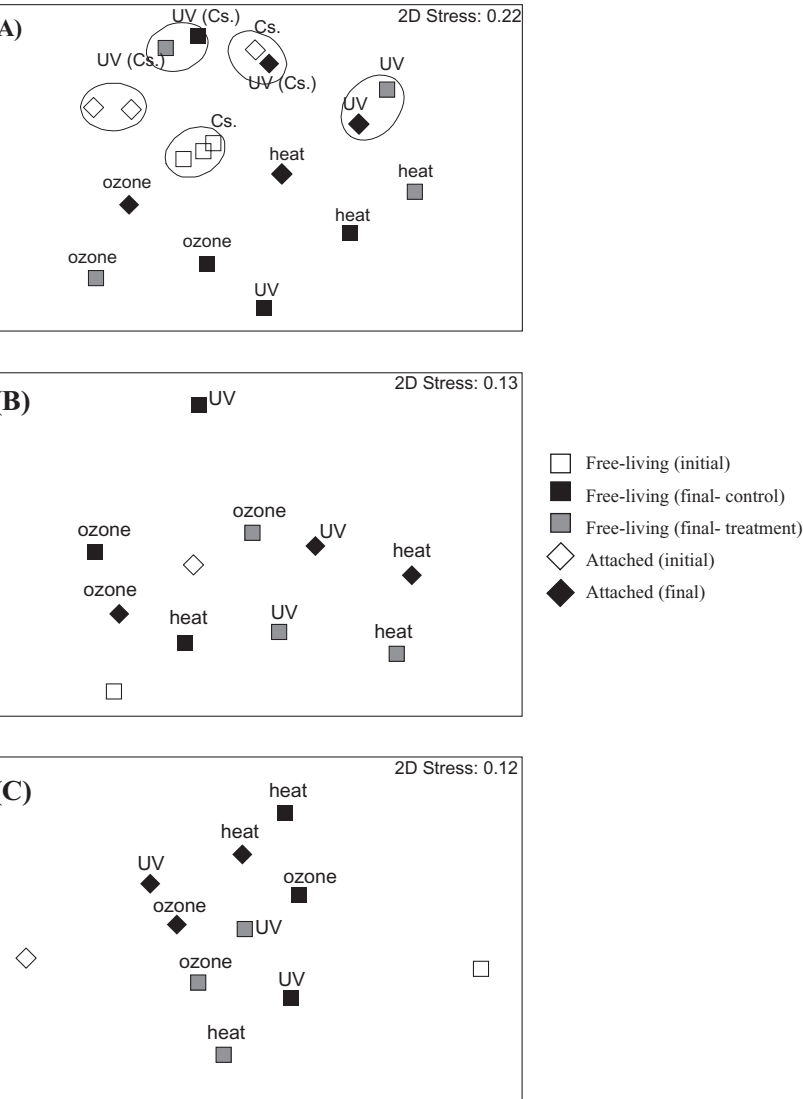 A)
2D Stress: 0.22
UV (Cs.)
Cs.
UV (Cs.)
UV (Cs.)
UV
UV
Cs.
heat
heat
ozone
heat
ozone
ozone
UV
(B)
2D Stress: 0.13
UV
ozone
ozone
UV
heat
ozone
heat
UV
heat
Free-living (initial)
Free-living (final- control)
Free-living (final- treatment)
Attached (initial)
Attached (final)
(C)
2D Stress: 0.12
heat
heat
UV
ozone
ozone
UV
ozone
UV
heat